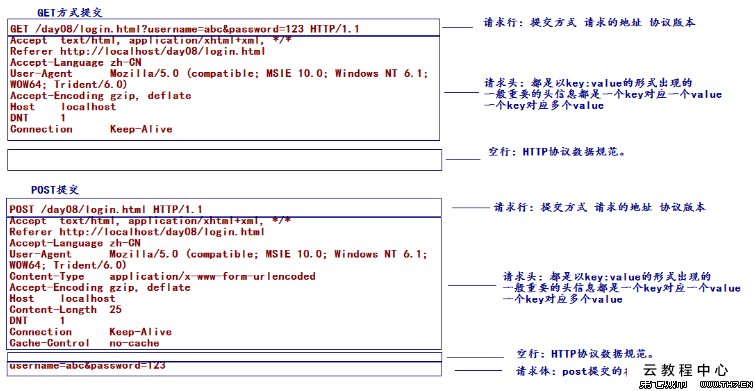 GET方式提交
GET /day08/login.html?username=abc&password=123 HTTP/1.1
请求行：提交方式 请求的地址 协议版本
Accept text/html, application/xhtml+xml, */*
Referer http://localhost/day08/login.html
Accept-Language zh-CN
User-Agent Mozilla/5.0 (compatible; MSIE 10.0; Windows NT 6.1;
WOW64; Trident/6.0)
Accept-Encoding gzip, deflate
Host localhost
DNT 1
Connection Keep-Alive
请求头：都是以key:value的形式出现的
一般重要的头信息都是一个key对应一个value
一个key对应多个value
空行：HTTP协议数据规范。
POST提交
POST /day08/login.html HTTP/1.1
请求行：提交方式 请求的地址 协议版本
Accept text/html, application/xhtml+xml, */*
Referer http://localhost/day08/login.html
Accept-Language zh-CN
User-Agent Mozilla/5.0 (compatible; MSIE 10.0; Windows NT 6.1;
WOW64; Trident/6.0)
Content-Type application/x-www-form-urlencoded
Accept-Encoding gzip, deflate
Host localhost
Content-Length 25
DNT 1
Connection Keep-Alive
Cache-Control no-cache
请求头：都是以key:value的形式出现的
一般重要的头信息都是一个key对应一个value
一个key对应多个value
空行：HTTP协议数据规范。
username=abc&password=123
请求体：post提交的
云教程中心
WWW.TH7.CN